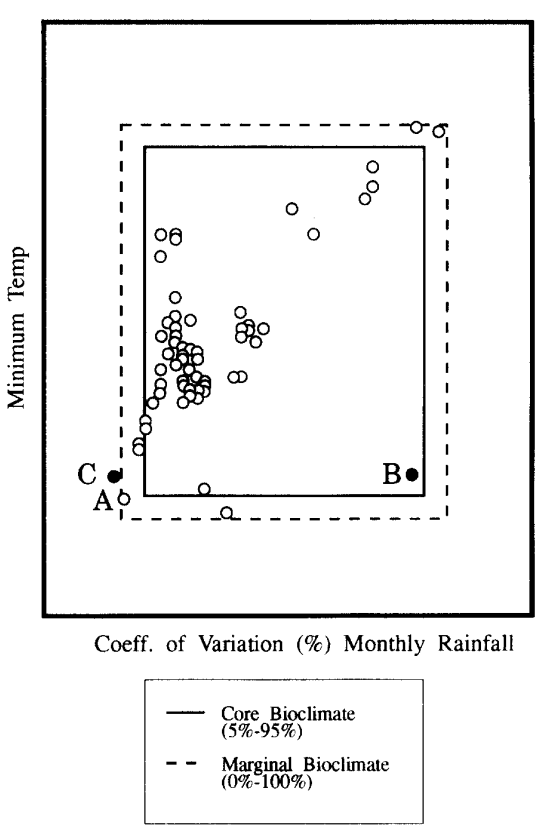 Minimum Temp
C
A
B
Coeff. of Variation (%) Monthly Rainfall
Core Bioclimate
(5%-95%)
Marginal Bioclimate
(0%-100%)